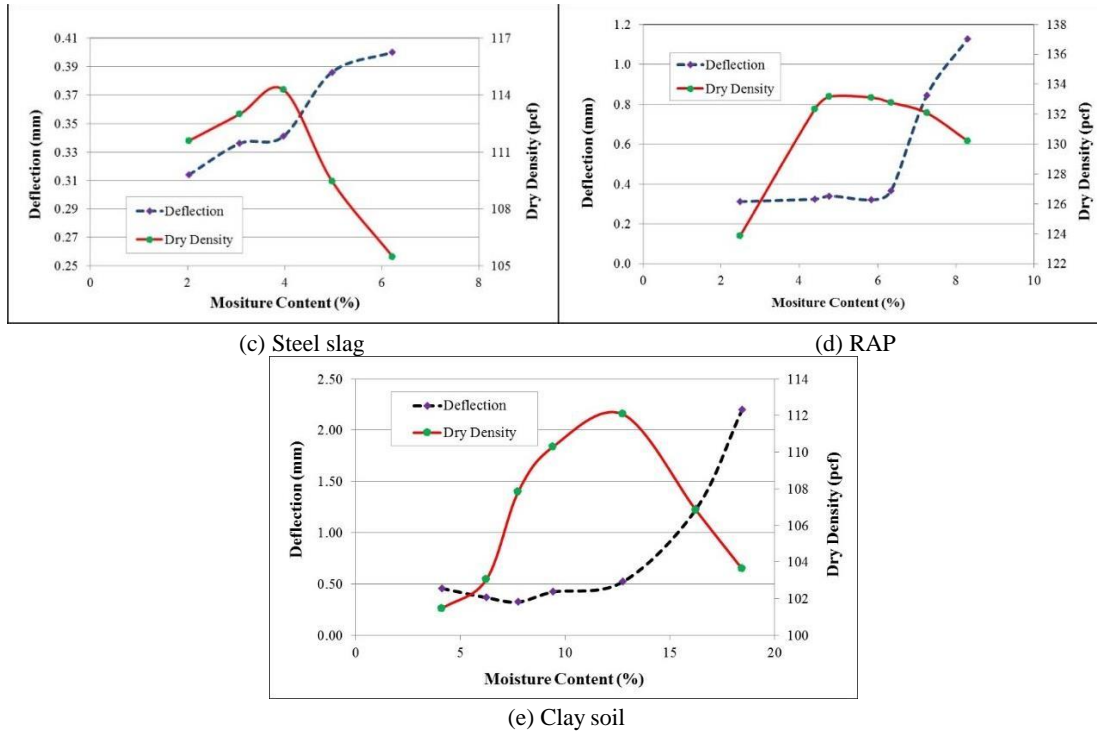 0.41
0.39
0.37
0.35
0.33
0.31
0.29
0.27
0.25
Deflection (mm)
117
114
111
108
105
Dry Density (pcf)
Deflection
Dry Density
0 2 4 6 8
Mositure Content (%)
1.2
1.0
0.8
0.6
0.4
0.2
0.0
Deflection (mm)
138
136
134
132
130
128
126
124
122
Dry Density (pcf)
Deflection
Dry Density
0 2 4 6 8 10
Mositure Content (%)
(c) Steel slag
(d) RAP
2.50
2.00
1.50
1.00
0.50
0.00
Deflection (mm)
114
112
110
108
106
104
102
100
Dry Density (pcf)
Deflection
Dry Density
0 5 10 15 20
Moisture Content (%)
(e) Clay soil